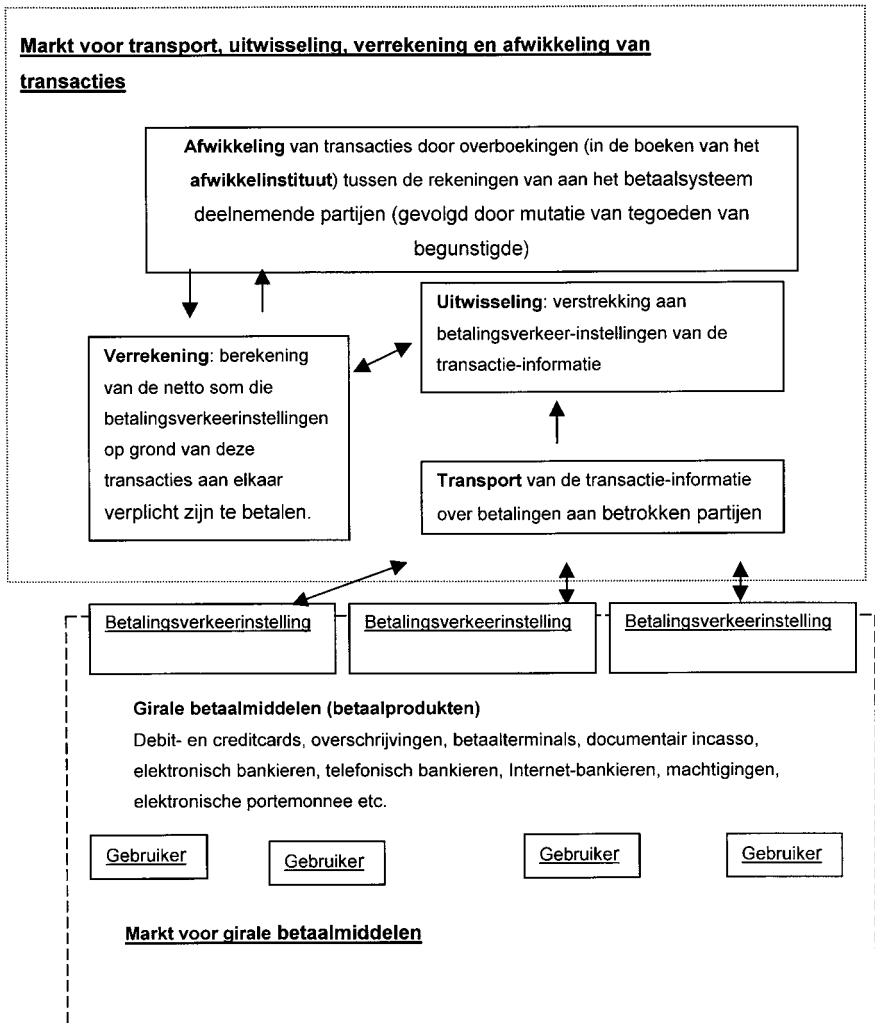 Markt voor transport, uitwisseling, verrekening en afwikkeling van
transacties
Afwikkeling van transacties door overboekingen (in de boeken van het
afwikkelinstituut) tussen de rekeningen van aan het betaalsysteem
deelnemende partijen (gevolgd door mutatie van tegoeden van
begunstigde)
Uitwisseling: verstrekking aan
betalingsverkeer-instellingen van de
transactie-informatie
Verrekening: berekening
van de netto som die
betalingsverkeerinstellingen
op grond van deze
transacties aan elkaar
verplicht zijn te betalen.
Transport van de transactie-informatie
over betalingen aan betrokken partijen
Betalingsverkeerinstelling
Betalingsverkeerinstelling
Betalingsverkeerinstelling
Girale betaalmiddelen (betaalprodukten)
Debit- en creditcards, overschrijvingen, betaalterminals, documentair incasso,
elektronisch bankieren, telefonisch bankieren, Internet-bankieren, machtigingen,
elektronische portemonnee etc.
Gebruiker
Gebruiker
Gebruiker
Gebruiker
Markt voor girale betaalmiddelen